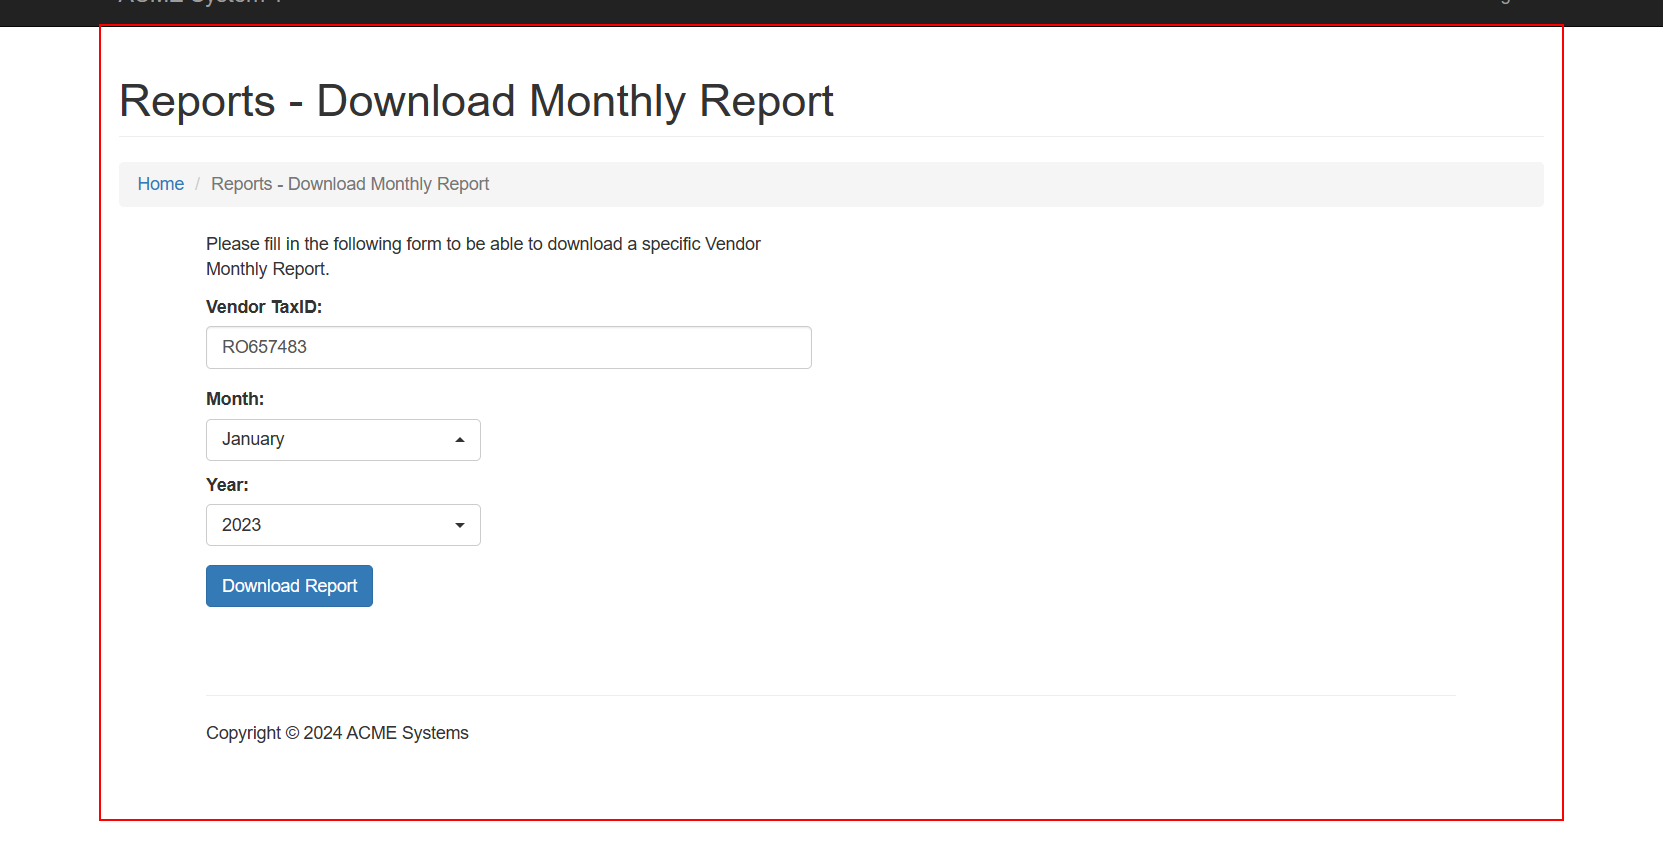 Reports - Download Monthly Report
Home / Reports - Download Monthly Report
Please fill in the following form to be able to download a specific Vendor
Monthly Report.
Vendor TaxID:
RO657483
Month:
January
Year:
2023
Download Report
Copyright © 2024 ACME Systems